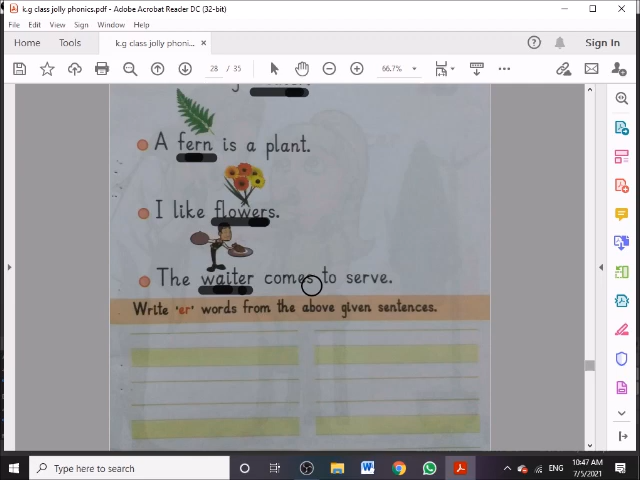 k.g class jolly phonics.pdf - Adobe Acrobat Reader DC (32-bit)
File Edit View Sign Window Help
Home Tools k.g class jolly phoni... × Sign In
28 / 35 66.7%
A fern is a plant.
I like flowers.
The waiter comes to serve.
Write 'er' words from the above given sentences.
Type here to search
ENG
10:47 AM
7/5/2021